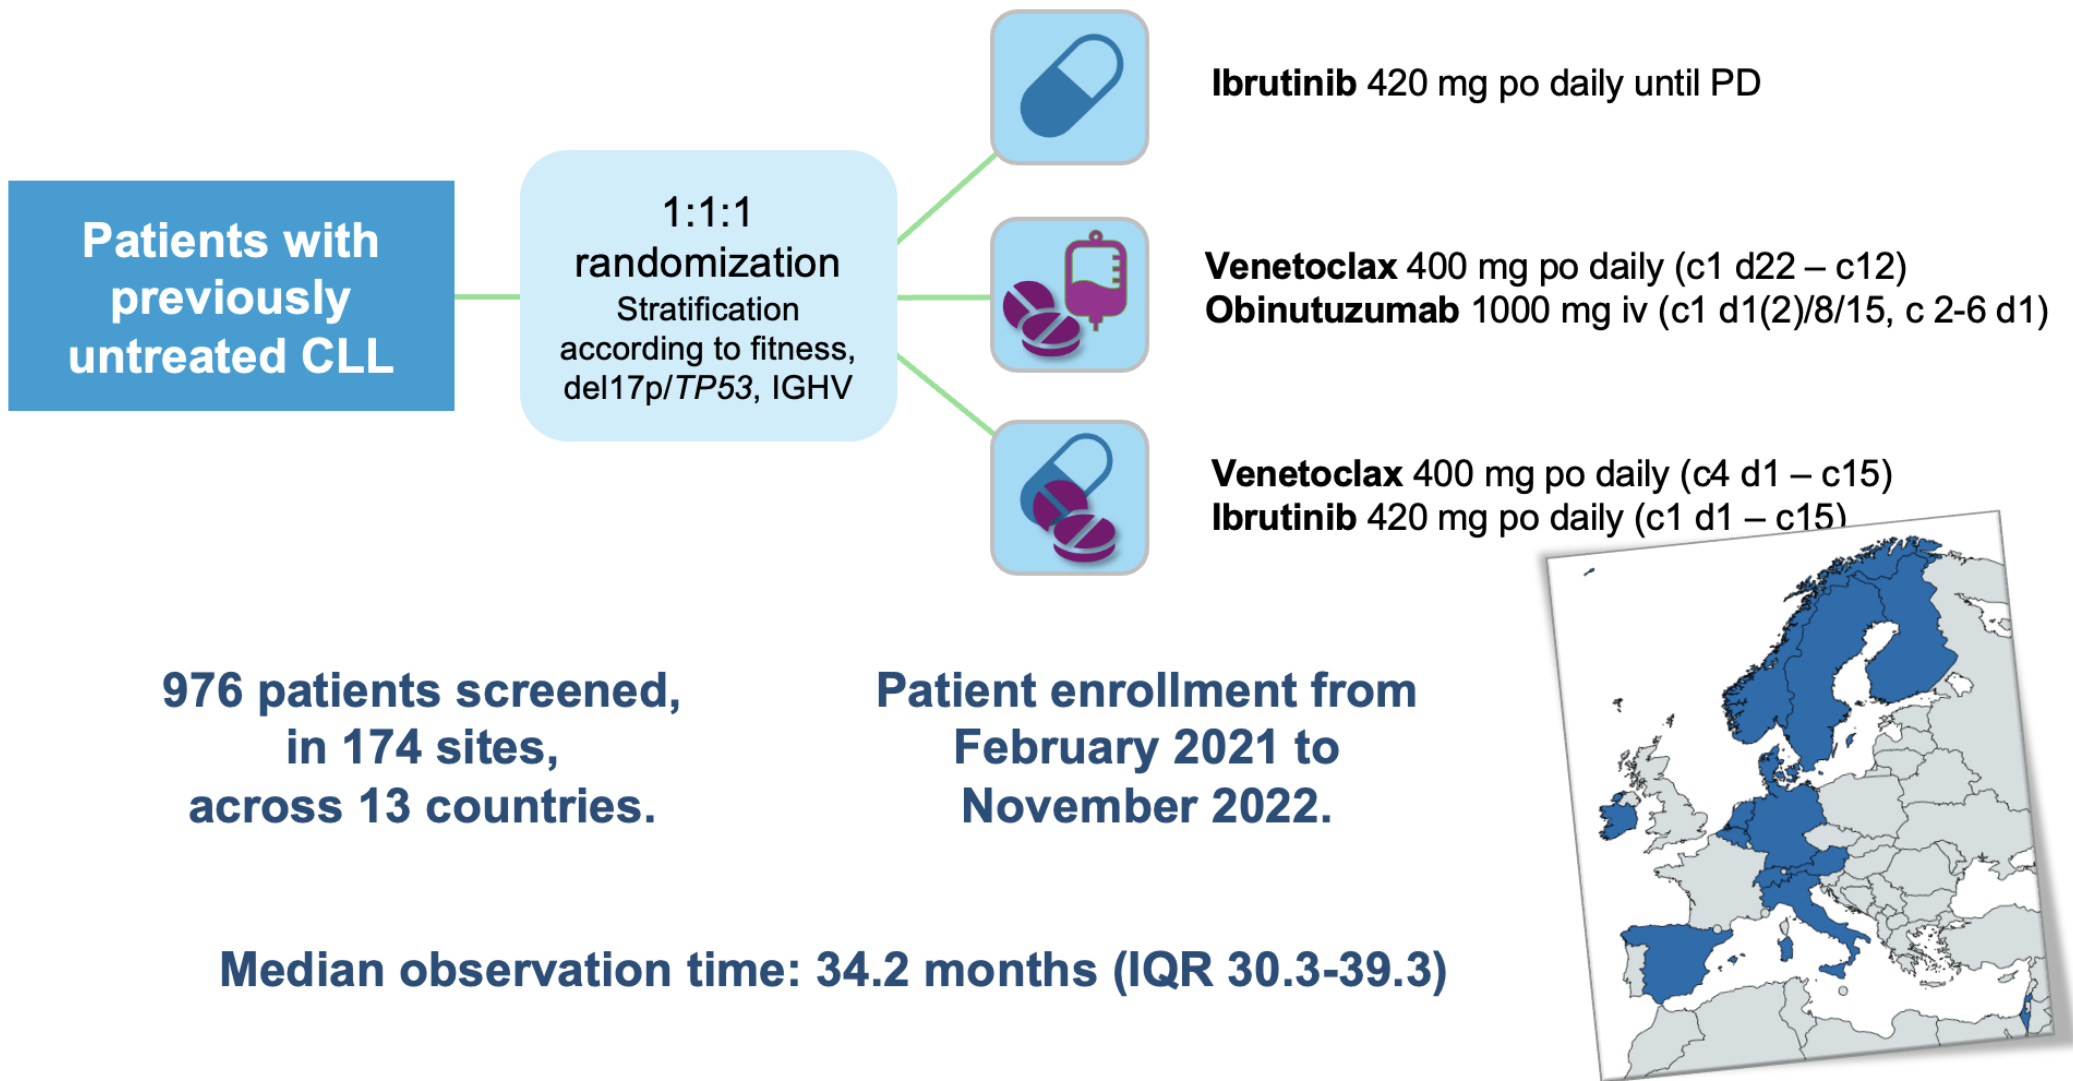 Patients with
previously
untreated CLL
1:1:1
randomization
Stratification
according to fitness,
del17p/TP53, IGHV
Ibrutinib 420 mg po daily until PD
Venetoclax 400 mg po daily (c1 d22 – c12)
Obinutuzumab 1000 mg iv (c1 d1(2)/8/15, c 2-6 d1)
Venetoclax 400 mg po daily (c4 d1 – c15)
Ibrutinib 420 mg po daily (c1 d1 – c15)
976 patients screened,
in 174 sites,
across 13 countries.
Patient enrollment from
February 2021 to
November 2022.
Median observation time: 34.2 months (IQR 30.3-39.3)